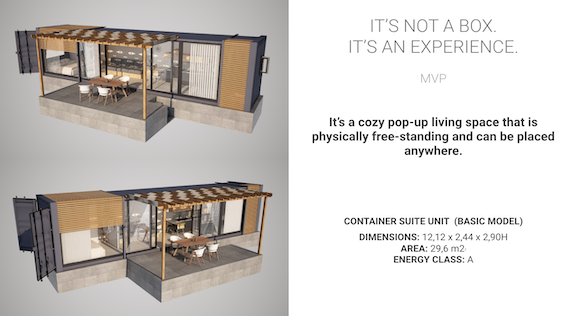 IT'S NOT A BOX.
IT'S AN EXPERIENCE.
MVP
It's a cozy pop-up living space that is
physically free-standing and can be placed
anywhere.
CONTAINER SUITE UNIT (BASIC MODEL)
DIMENSIONS: 12,12 x 2,44 x 2,90H
AREA: 29,6 m2
ENERGY CLASS: A